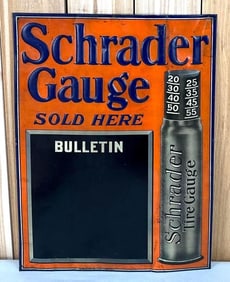 Schrader
Gauge
SOLD HERE
BULLETIN
20 25
30 35
40 45
50 55
Schrader
Tire Gauge